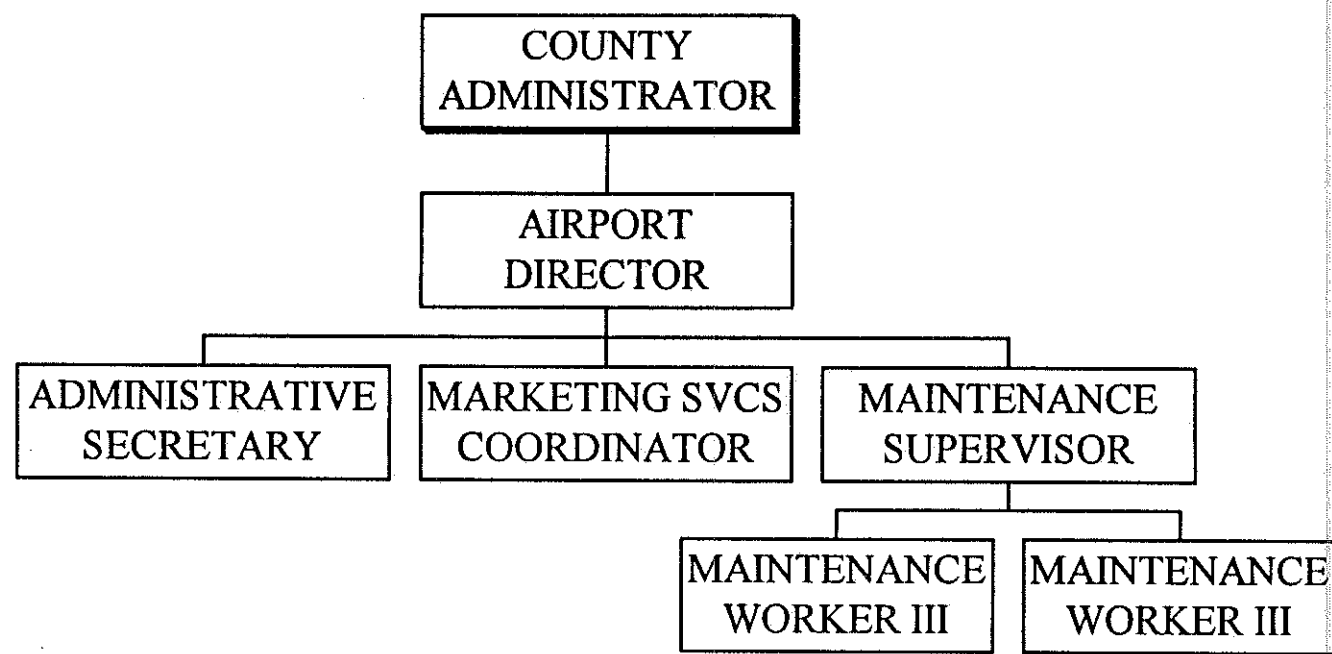 COUNTY
ADMINISTRATOR
AIRPORT
DIRECTOR
ADMINISTRATIVE
SECRETARY
MARKETING SVCS
COORDINATOR
MAINTENANCE
SUPERVISOR
MAINTENANCE
WORKER III
MAINTENANCE
WORKER III